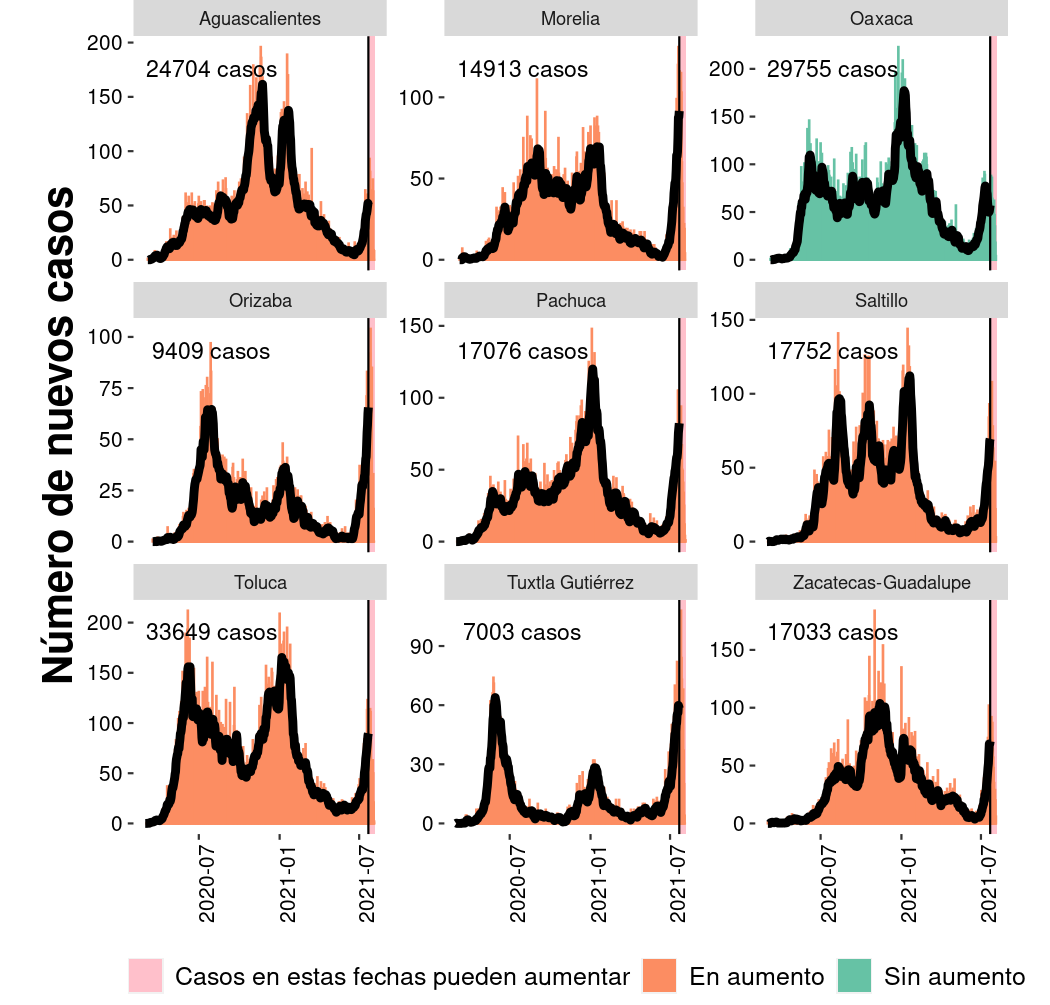 Número de nuevos casos
Aguascalientes
24704 casos
200
150
100
50
0
Morelia
14913 casos
100
50
0
Oaxaca
29755 casos
200
150
100
50
0
Orizaba
9409 casos
100
75
50
25
0
Pachuca
17076 casos
150
100
50
0
Saltillo
17752 casos
150
100
50
0
Toluca
33649 casos
200
150
100
50
0
2020-07
2021-01
2021-07
Tuxtla Gutiérrez
7003 casos
90
60
30
0
2020-07
2021-01
2021-07
Zacatecas-Guadalupe
17033 casos
150
100
50
0
2020-07
2021-01
2021-07
Casos en estas fechas pueden aumentar
En aumento
Sin aumento